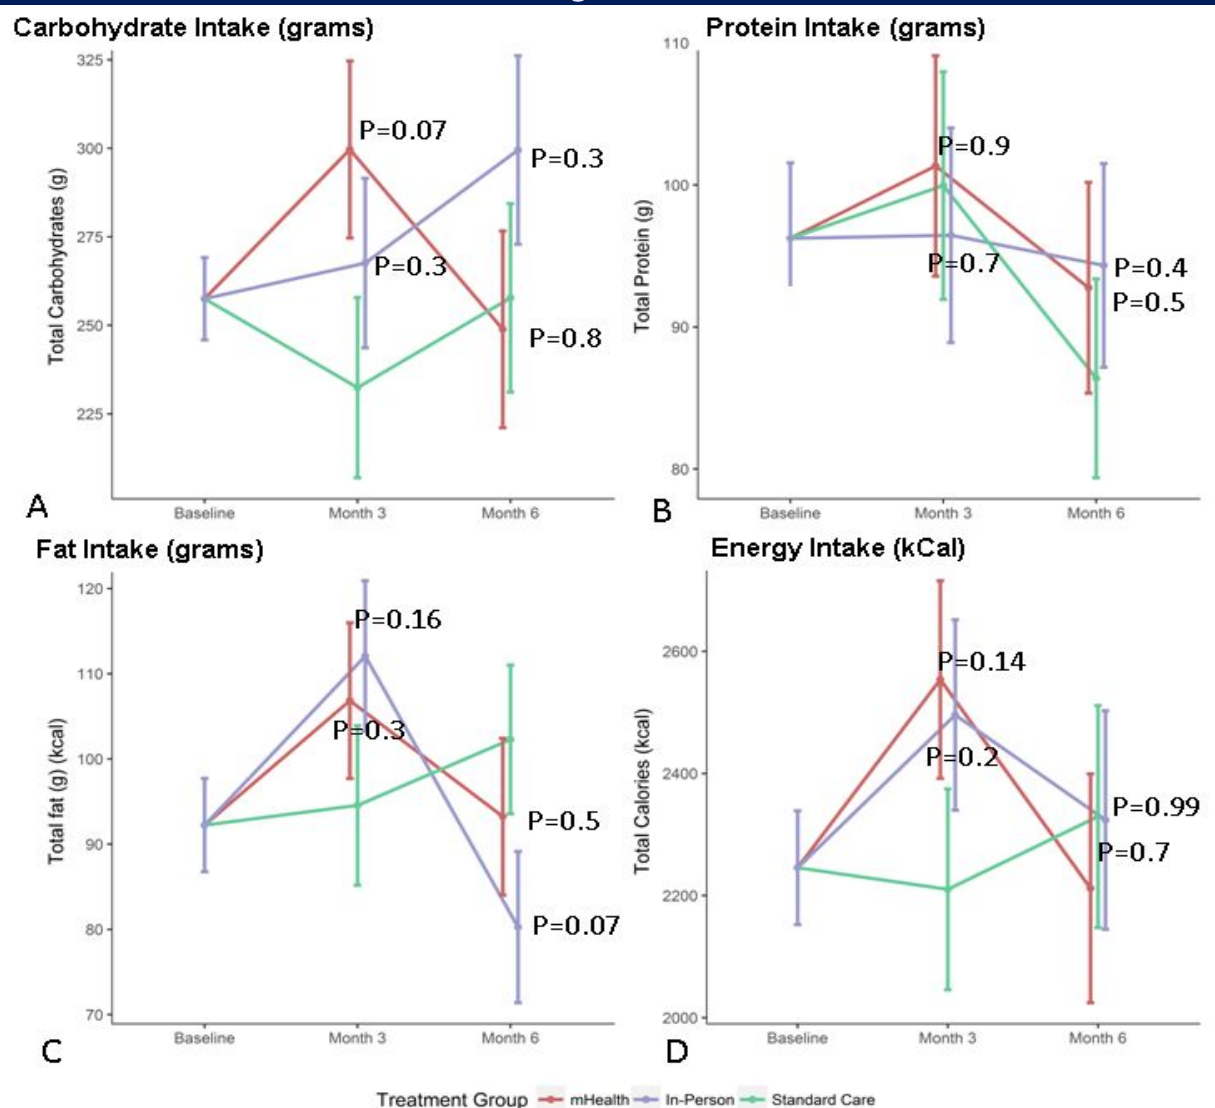 Carbohydrate Intake (grams)
325
300
275
250
225
Total Carbohydrates (g)
P=0.07
P=0.3
P=0.3
P=0.8
Baseline
Month 3
Month 6
A
Protein Intake (grams)
110
100
90
80
Total Protein (g)
P=0.9
P=0.7
P=0.4
P=0.5
Baseline
Month 3
Month 6
B
Fat Intake (grams)
120
110
100
90
80
70
Total fat (g) (kcal)
P=0.16
P=0.3
P=0.5
P=0.07
Baseline
Month 3
Month 6
C
Energy Intake (kCal)
2600
2400
2200
2000
Total Calories (kcal)
P=0.14
P=0.2
P=0.99
P=0.7
Baseline
Month 3
Month 6
D
Treatment Group mHealth In-Person Standard Care